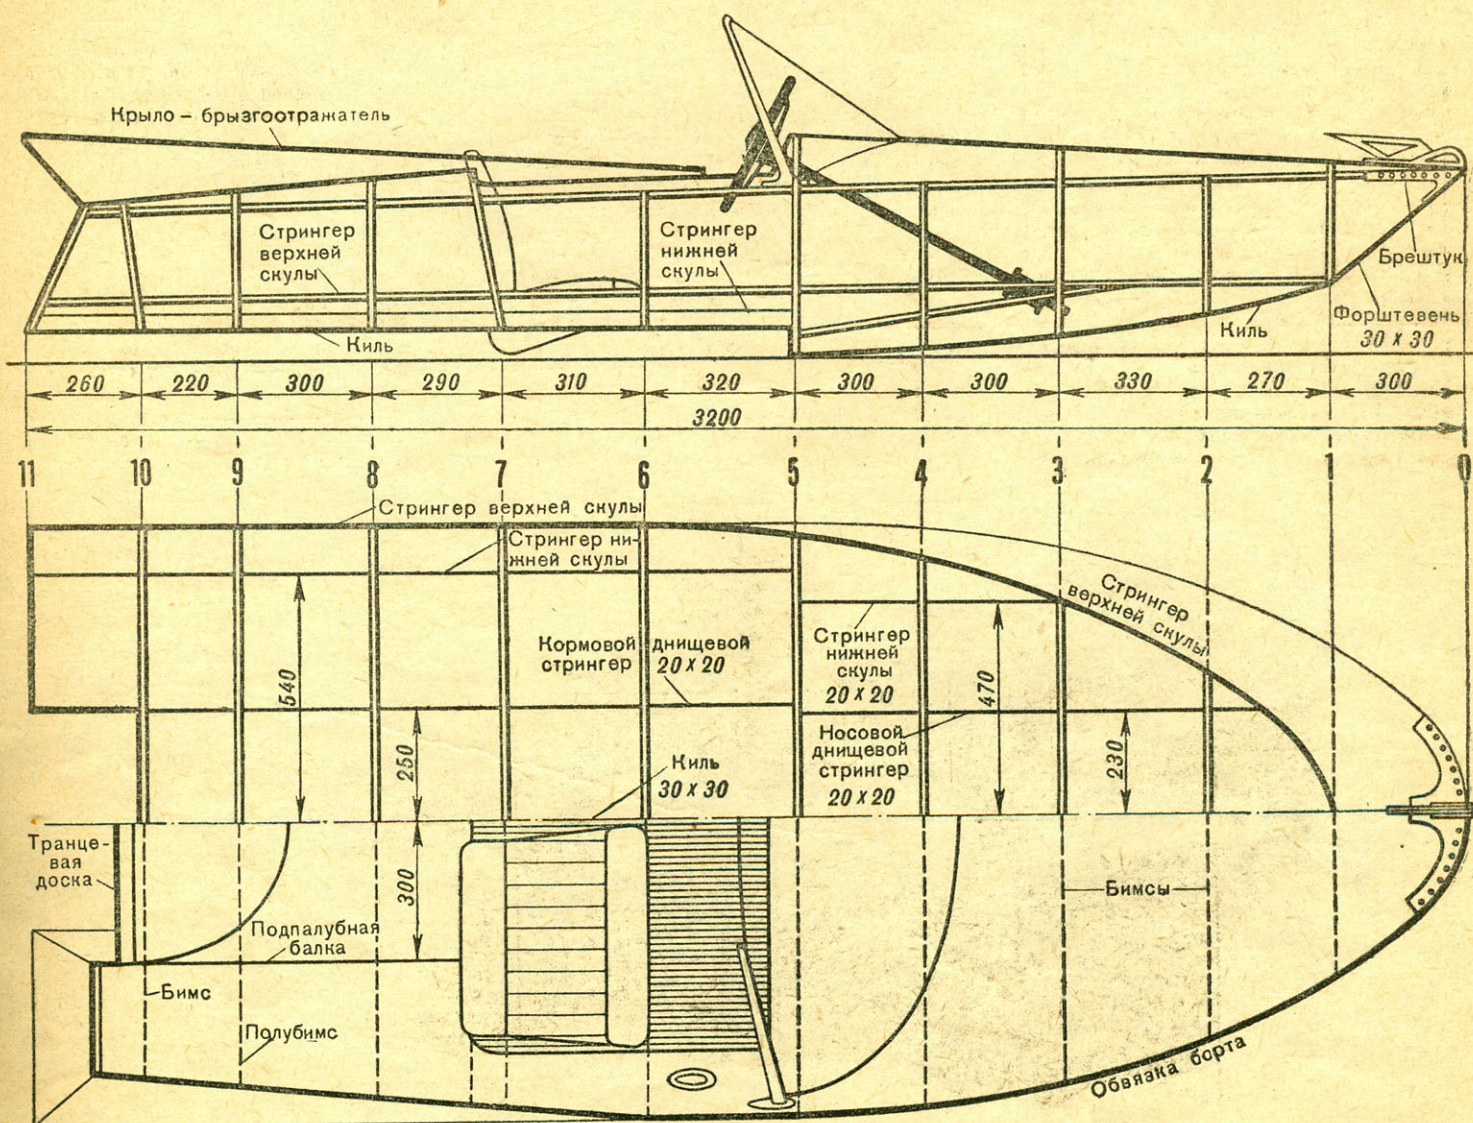 Крыло – брызгоотражатель
Стрингер
верхней
скулы
Стрингер
нижней
скулы
Брештук
Форштевень
30 x 30
Киль
Киль
260 220 300 290 310 320 300 300 330 270 300
3200
11 10 9 8 7 6 5 4 3 2 1 0
Стрингер верхней скулы
Стрингер ни-
жней скулы
Стрингер
верхней скулы
Кормовой днищевой
стрингер 20 x 20
Стрингер
нижней
скулы
20 x 20
540
470
250
230
Носовой
днищевой
стрингер
20 x 20
Киль
30 x 30
Транце-
вая
доска
300
Бимсы
Подпалубная
балка
Бимс
Полубимс
Обвязка борта